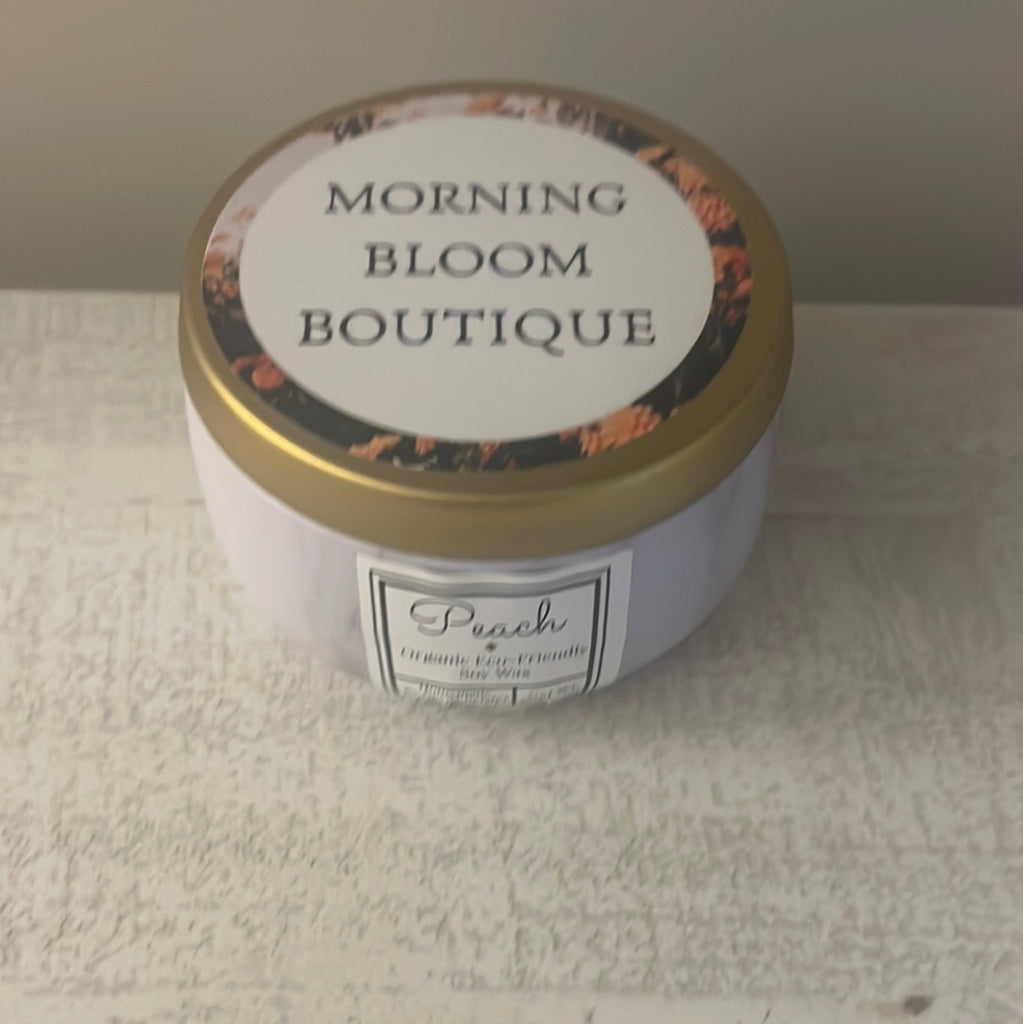 MORNING
BLOOM
BOUTIQUE
Peach
Organic Eco-Friendly
Soy Wax